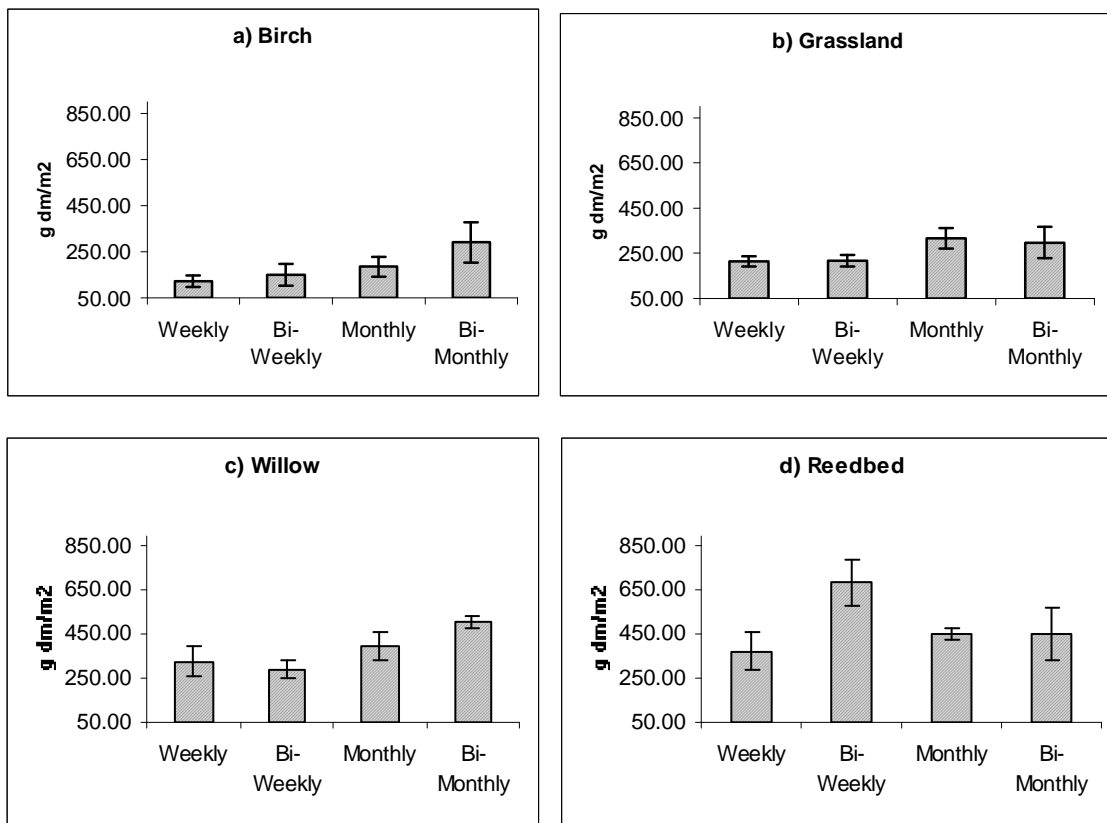 a) Birch
g dm/m2
850.00
650.00
450.00
250.00
50.00
Weekly
Bi-
Weekly
Monthly
Bi-
Monthly
b) Grassland
g dm/m2
850.00
650.00
450.00
250.00
50.00
Weekly
Bi-
Weekly
Monthly
Bi-
Monthly
c) Willow
g dm/m2
850.00
650.00
450.00
250.00
50.00
Weekly
Bi-
Weekly
Monthly
Bi-
Monthly
d) Reedbed
g dm/m2
850.00
650.00
450.00
250.00
50.00
Weekly
Bi-
Weekly
Monthly
Bi-
Monthly